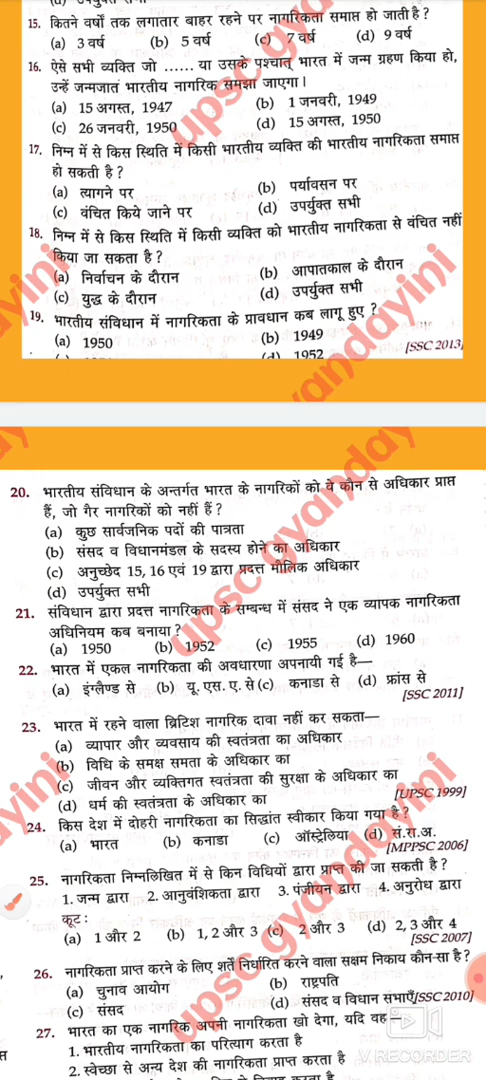 15. कितने वर्षों तक लगातार बाहर रहने पर नागरिकता समाप्त हो जाती है ?
(a) 3 वर्ष (b) 5 वर्ष (c) 7 वर्ष (d) 9 वर्ष
16. ऐसे सभी व्यक्ति जो ...... या उसके पश्चात् भारत में जन्म ग्रहण किया हो,
उन्हें जन्मजात भारतीय नागरिक समझा जाएगा।
(a) 15 अगस्त, 1947 (b) 1 जनवरी, 1949
(c) 26 जनवरी, 1950 (d) 15 अगस्त, 1950
17. निम्न में से किस स्थिति में किसी भारतीय व्यक्ति की भारतीय नागरिकता समाप्त
हो सकती है ?
(a) त्यागने पर (b) पर्यावसन पर
(c) वंचित किये जाने पर (d) उपर्युक्त सभी
18. निम्न में से किस स्थिति में किसी व्यक्ति को भारतीय नागरिकता से वंचित नहीं
किया जा सकता है ?
(a) निर्वाचन के दौरान (b) आपातकाल के दौरान
(c) युद्ध के दौरान (d) उपर्युक्त सभी
19. भारतीय संविधान में नागरिकता के प्रावधान कब लागू हुए ?
(a) 1950 (b) 1949
(d) 1952 [SSC 2013]
20. भारतीय संविधान के अन्तर्गत भारत के नागरिकों को वे कौन से अधिकार प्राप्त
हैं, जो गैर नागरिकों को नहीं हैं ?
(a) कुछ सार्वजनिक पदों की पात्रता
(b) संसद व विधानमंडल के सदस्य होने का अधिकार
(c) अनुच्छेद 15, 16 एवं 19 द्वारा प्रदत्त मौलिक अधिकार
(d) उपर्युक्त सभी
21. संविधान द्वारा प्रदत्त नागरिकता के सम्बन्ध में संसद ने एक व्यापक नागरिकता
अधिनियम कब बनाया ?
(a) 1950 (b) 1952 (c) 1955 (d) 1960
22. भारत में एकल नागरिकता की अवधारणा अपनायी गई है—
(a) इंग्लैण्ड से (b) यू. एस. ए. से (c) कनाडा से (d) फ्रांस से
[SSC 2011]
23. भारत में रहने वाला ब्रिटिश नागरिक दावा नहीं कर सकता—
(a) व्यापार और व्यवसाय की स्वतंत्रता का अधिकार
(b) विधि के समक्ष समता के अधिकार का
(c) जीवन और व्यक्तिगत स्वतंत्रता की सुरक्षा के अधिकार का
(d) धर्म की स्वतंत्रता के अधिकार का [UPSC 1999]
24. किस देश में दोहरी नागरिकता का सिद्धांत स्वीकार किया गया है ?
(a) भारत (b) कनाडा (c) ऑस्ट्रेलिया (d) सं.रा.अ.
[MPPSC 2006]
25. नागरिकता निम्नलिखित में से किन विधियों द्वारा प्राप्त की जा सकती है ?
1. जन्म द्वारा 2. आनुवंशिकता द्वारा 3. पंजीयन द्वारा 4. अनुरोध द्वारा
कूट :
(a) 1 और 2 (b) 1, 2 और 3 (c) 2 और 3 (d) 2, 3 और 4
[SSC 2007]
26. नागरिकता प्राप्त करने के लिए शर्तें निर्धारित करने वाला सक्षम निकाय कौन-सा है ?
(a) चुनाव आयोग (b) राष्ट्रपति
(c) संसद (d) संसद व विधान सभाएँ [SSC 2010]
27. भारत का एक नागरिक अपनी नागरिकता खो देगा, यदि वह—
1. भारतीय नागरिकता का परित्याग करता है
2. स्वेच्छा से अन्य देश की नागरिकता प्राप्त करता है
upsc gyandayini
V RECORDER